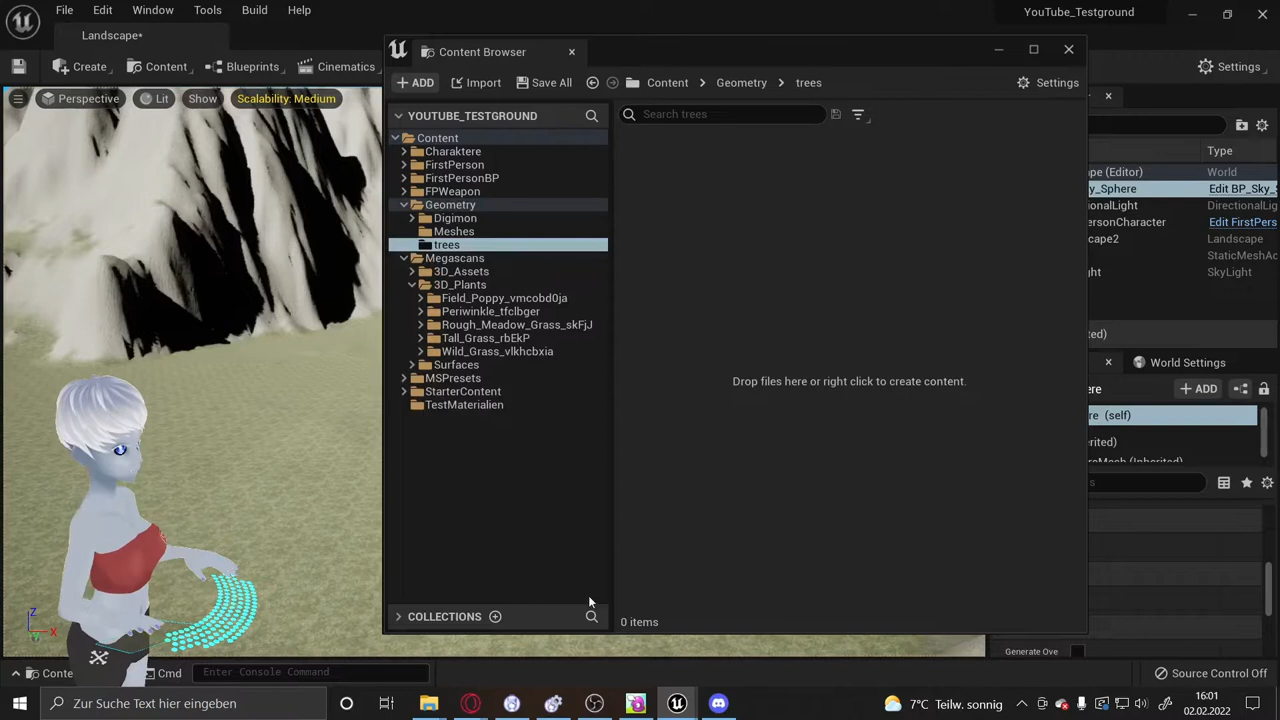 File Edit Window Tools Build Help
YouTube_Testground
Landscape*
Content Browser
Create Content Blueprints Cinematics
Settings
ADD Import Save All Content Geometry trees Settings
Perspective Lit Show Scalability: Medium
YOUTUBE_TESTGROUND
Search trees
Content
Charaktere
FirstPerson
FirstPersonBP
FPWeapon
Geometry
Digimon
Meshes
trees
Megascans
3D_Assets
3D_Plants
Field_Poppy_vmcobd0ja
Periwinkle_tfclbger
Rough_Meadow_Grass_skFjJ
Tall_Grass_rbEkP
Wild_Grass_vlkhcbxia
Surfaces
MSPresets
StarterContent
TestMaterialien
Drop files here or right click to create content.
COLLECTIONS
0 items
Type
ape (Editor) World
y_Sphere Edit BP_Sky_
ionalLight DirectionalLight
ersonCharacter Edit FirstPers
cape2 Landscape
StaticMeshAc
ght SkyLight
World Settings
ADD
re (self)
Generate Ove
Z
X
Conte Cmd Enter Console Command
Source Control Off
Zur Suche Text hier eingeben
7°C Teilw. sonnig
16:01
02.02.2022